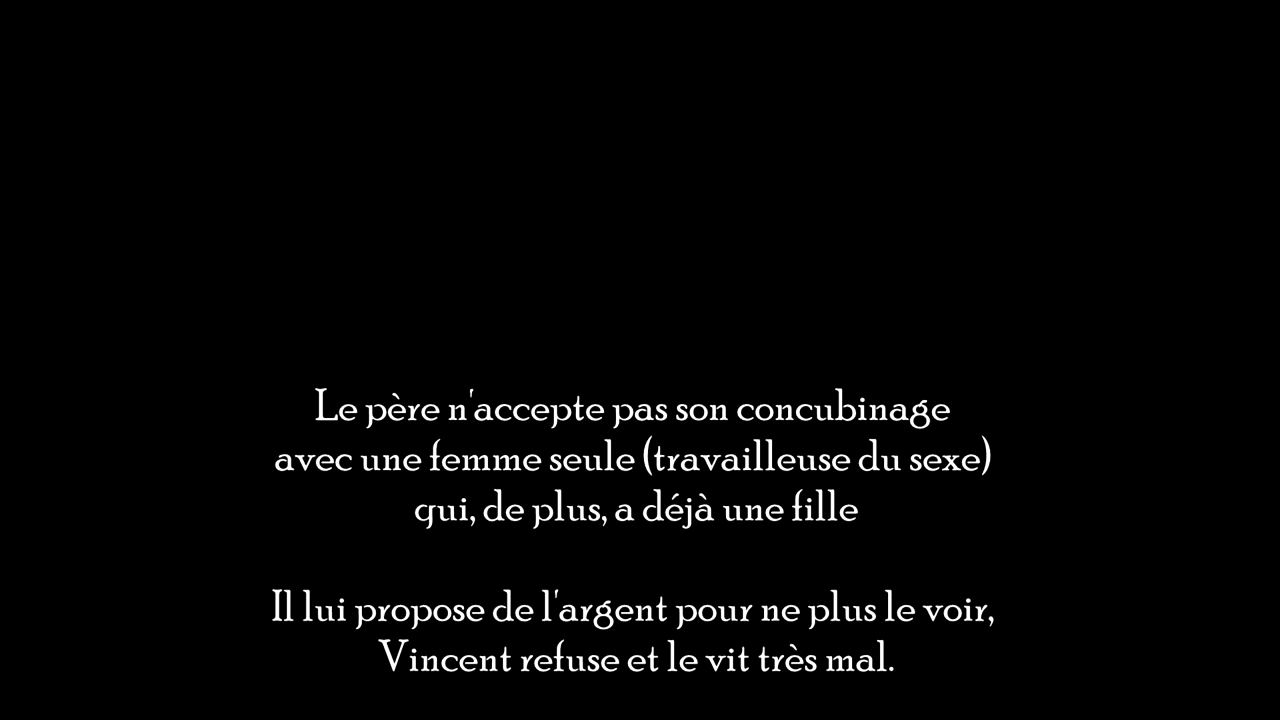 Le père n'accepte pas son concubinage
avec une femme seule (travailleuse du sexe)
qui, de plus, a déjà une fille
Il lui propose de l'argent pour ne plus le voir,
Vincent refuse et le vit très mal.